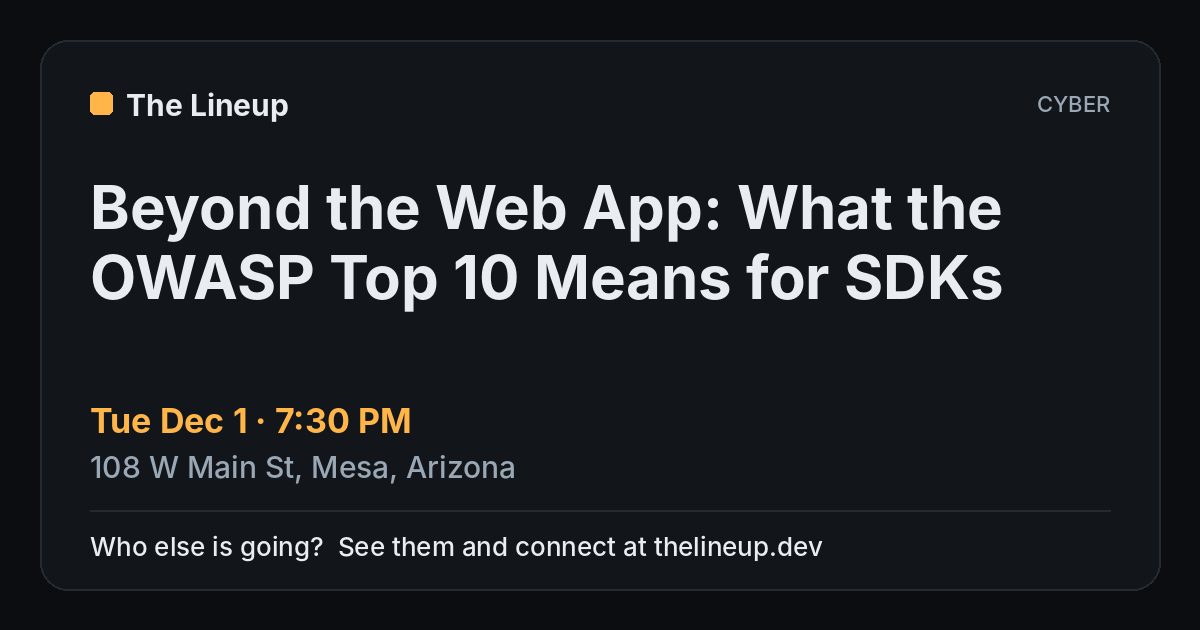 The Lineup
CYBER
Beyond the Web App: What the
OWASP Top 10 Means for SDKs
Tue Dec 1 · 7:30 PM
108 W Main St, Mesa, Arizona
Who else is going? See them and connect at thelineup.dev